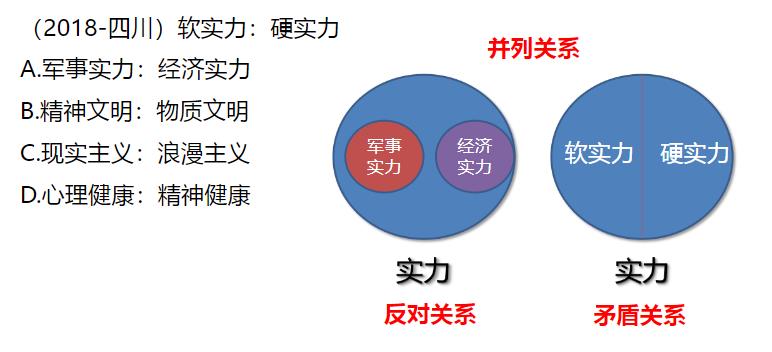 （2018-四川）软实力：硬实力
A.军事实力：经济实力
B.精神文明：物质文明
C.现实主义：浪漫主义
D.心理健康：精神健康
并列关系
军事
实力
经济
实力
实力
反对关系
软实力
硬实力
实力
矛盾关系